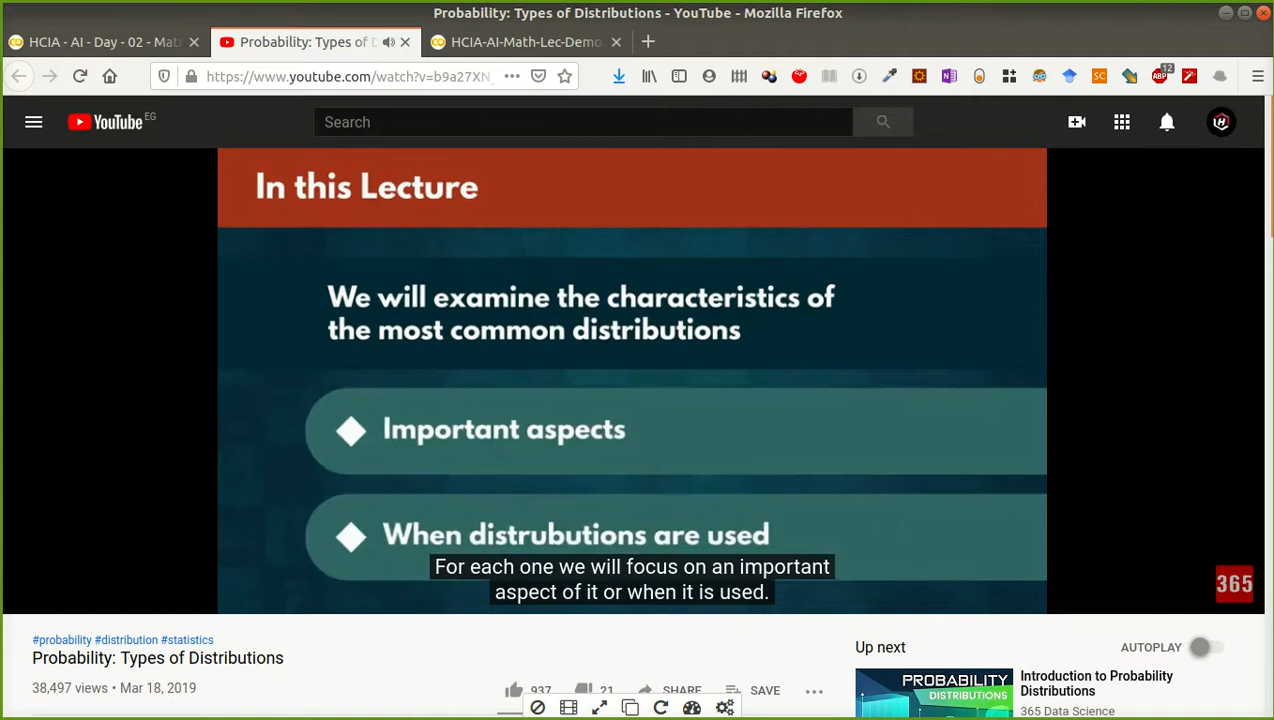 Probability: Types of Distributions - YouTube - Mozilla Firefox
HCIA - AI - Day - 02 - Mat
Probability: Types of D
HCIA-AI-Math-Lec-Demo
https://www.youtube.com/watch?v=b9a27XN
ABP
12
SC
YouTube EG
Search
In this Lecture
We will examine the characteristics of
the most common distributions
Important aspects
When distrubutions are used
For each one we will focus on an important
aspect of it or when it is used.
365
#probability #distribution #statistics
Probability: Types of Distributions
38,497 views • Mar 18, 2019
937
21
SHARE
SAVE
Up next
AUTOPLAY
PROBABILITY
DISTRIBUTIONS
Introduction to Probability
Distributions
365 Data Science